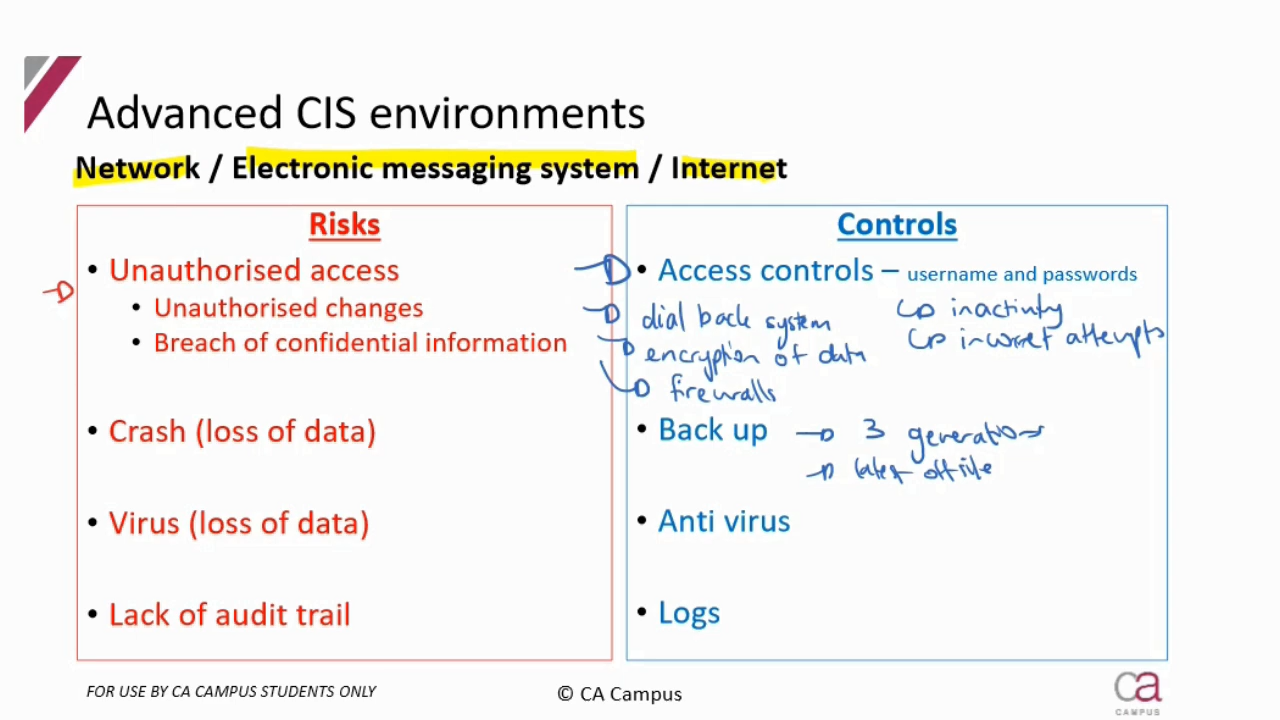 Advanced CIS environments
Network / Electronic messaging system / Internet
Risks
• Unauthorised access
• Unauthorised changes
• Breach of confidential information
• Crash (loss of data)
• Virus (loss of data)
• Lack of audit trail
Controls
• Access controls – username and passwords
inactivity
incorret attempts
dial back system
encryption of data
firewalls
• Back up
3 generations
latest offsite
• Anti virus
• Logs
FOR USE BY CA CAMPUS STUDENTS ONLY
© CA Campus
ca
CAMPUS